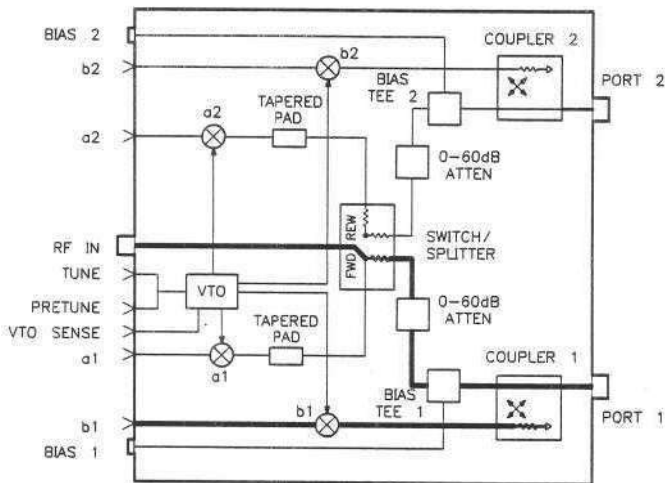 BIAS 2
b2
b2
COUPLER 2
PORT 2
BIAS
TEE 2
TAPERED
PAD
a2
a2
0-60dB
ATTEN
REW
FWD
SWITCH/
SPLITTER
RF IN
TUNE
VTO
PRETUNE
VTO SENSE
0-60dB
ATTEN
TAPERED
PAD
a1
a1
COUPLER 1
BIAS
TEE 1
b1
b1
PORT 1
BIAS 1